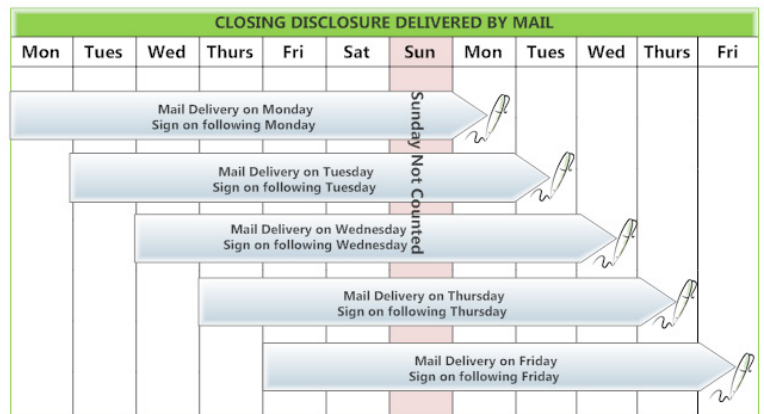 CLOSING DISCLOSURE DELIVERED BY MAIL
Mon Tues Wed Thurs Fri Sat Sun Mon Tues Wed Thurs Fri
Sunday Not Counted
Mail Delivery on Monday
Sign on following Monday
Mail Delivery on Tuesday
Sign on following Tuesday
Mail Delivery on Wednesday
Sign on following Wednesday
Mail Delivery on Thursday
Sign on following Thursday
Mail Delivery on Friday
Sign on following Friday